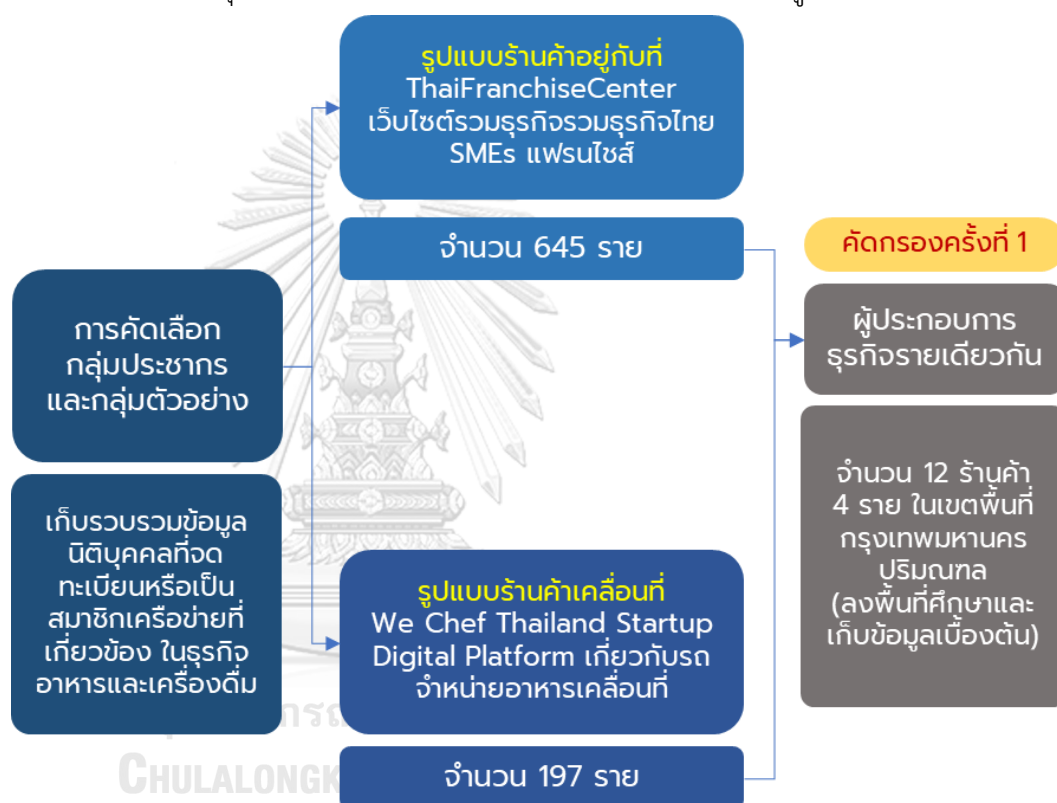 การคัดเลือก
กลุ่มประชากร
และกลุ่มตัวอย่าง
เก็บรวบรวมข้อมูล
นิติบุคคลที่จด
ทะเบียนหรือเป็น
สมาชิกเครือข่ายที่
เกี่ยวข้อง ในธุรกิจ
อาหารและเครื่องดื่ม
รูปแบบร้านค้าอยู่กับที่
ThaiFranchiseCenter
เว็บไซต์รวมธุรกิจรวมธุรกิจไทย
SMEs แฟรนไชส์
จำนวน 645 ราย
รูปแบบร้านค้าเคลื่อนที่
We Chef Thailand Startup
Digital Platform เกี่ยวกับรถ
จำหน่ายอาหารเคลื่อนที่
จำนวน 197 ราย
คัดกรองครั้งที่ 1
ผู้ประกอบการ
ธุรกิจรายเดียวกัน
จำนวน 12 ร้านค้า
4 ราย ในเขตพื้นที่
กรุงเทพมหานคร
ปริมณฑล
(ลงพื้นที่ศึกษาและ
เก็บข้อมูลเบื้องต้น)
CHULALONGK